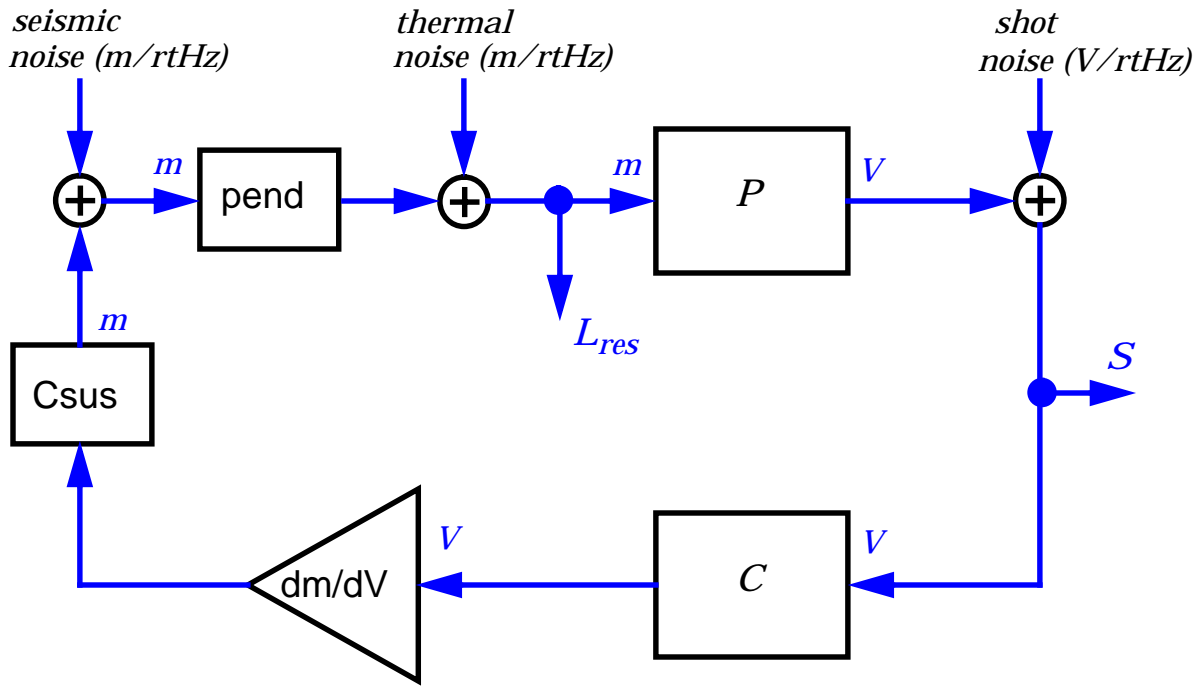 seismic
noise (m/rtHz)
thermal
noise (m/rtHz)
shot
noise (V/rtHz)
+
m
pend
+
m
P
V
+
m
L_res
S
Csus
dm/dV
V
C
V